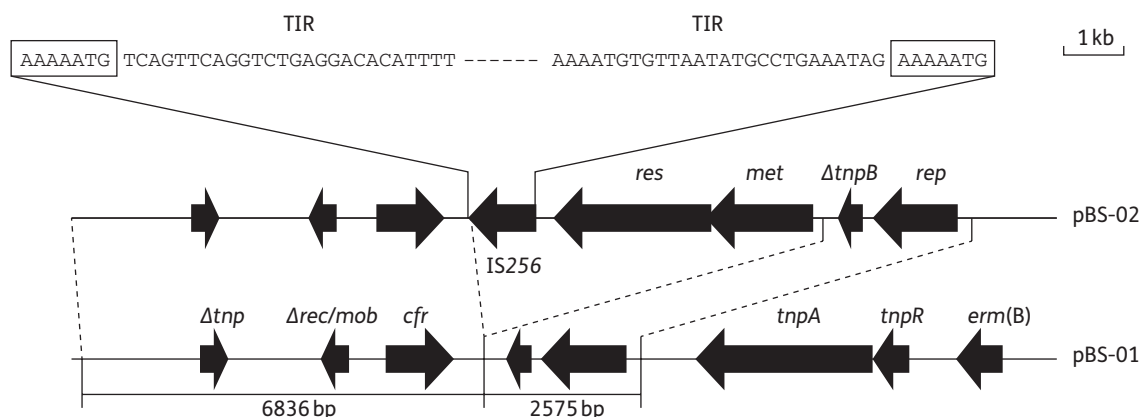 TIR TIR
AAAAATG TCAGTTCAGGTCTGAGGACACATTTT ------ AAAATGTGTTAATATGCCTGAAATAG AAAAATG
1 kb
res met ΔtnpB rep
pBS-02
IS256
Δtnp Δrec/mob cfr tnpA tnpR erm(B)
pBS-01
6836 bp 2575 bp